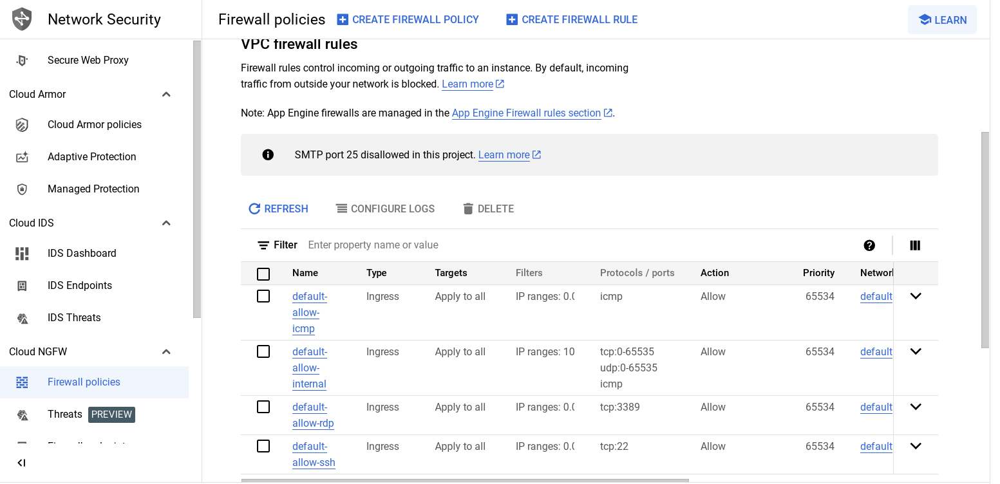 Network Security
Firewall policies
CREATE FIREWALL POLICY
CREATE FIREWALL RULE
LEARN
Secure Web Proxy
Cloud Armor
Cloud Armor policies
Adaptive Protection
Managed Protection
Cloud IDS
IDS Dashboard
IDS Endpoints
IDS Threats
Cloud NGFW
Firewall policies
Threats PREVIEW
VPC firewall rules
Firewall rules control incoming or outgoing traffic to an instance. By default, incoming
traffic from outside your network is blocked. Learn more
Note: App Engine firewalls are managed in the App Engine Firewall rules section.
SMTP port 25 disallowed in this project. Learn more
REFRESH CONFIGURE LOGS DELETE
Filter Enter property name or value
Name Type Targets Filters Protocols / ports Action Priority Network
default- Ingress Apply to all IP ranges: 0.0 icmp Allow 65534 default
allow-
icmp
default- Ingress Apply to all IP ranges: 10 tcp:0-65535 Allow 65534 default
allow- udp:0-65535
internal icmp
default- Ingress Apply to all IP ranges: 0.0 tcp:3389 Allow 65534 default
allow-rdp
default- Ingress Apply to all IP ranges: 0.0 tcp:22 Allow 65534 default
allow-ssh